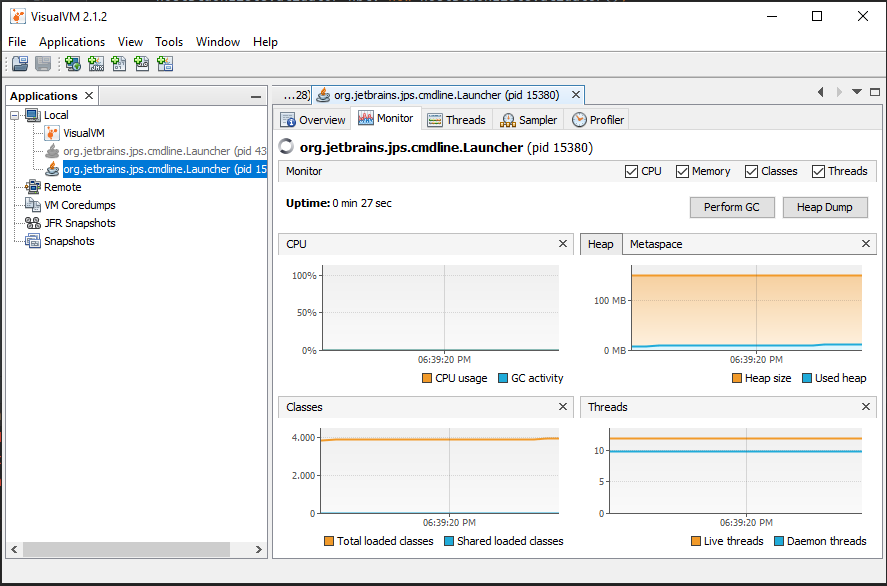 VisualVM 2.1.2
File Applications View Tools Window Help
Applications
Local
VisualVM
org.jetbrains.jps.cmdline.Launcher (pid 43
org.jetbrains.jps.cmdline.Launcher (pid 15
Remote
VM Coredumps
JFR Snapshots
Snapshots
...28) org.jetbrains.jps.cmdline.Launcher (pid 15380)
Overview Monitor Threads Sampler Profiler
org.jetbrains.jps.cmdline.Launcher (pid 15380)
Monitor CPU Memory Classes Threads
Uptime: 0 min 27 sec Perform GC Heap Dump
CPU
100%
50%
0%
06:39:20 PM
CPU usage GC activity
Heap Metaspace
100 MB
0 MB
06:39:20 PM
Heap size Used heap
Classes
4.000
2.000
0
06:39:20 PM
Total loaded classes Shared loaded classes
Threads
10
5
0
06:39:20 PM
Live threads Daemon threads